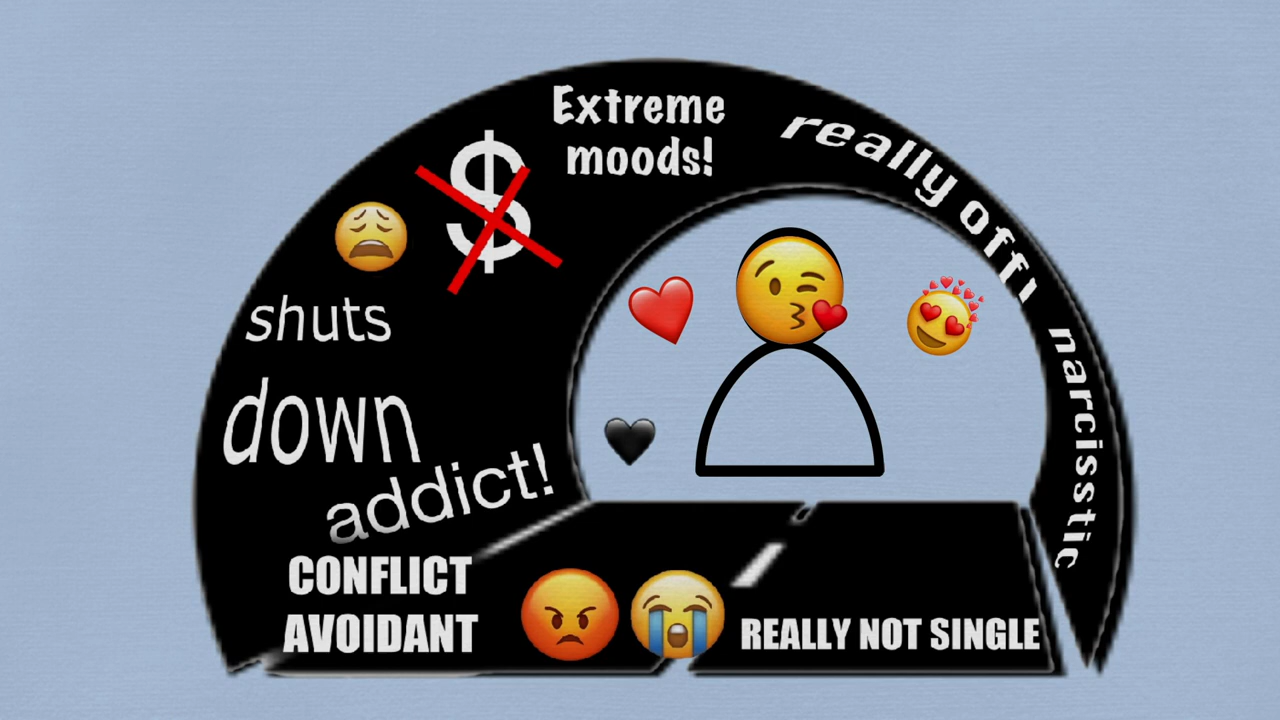 Extreme
moods!
$
really off!
shuts
down
addict!
narcisstic
CONFLICT
AVOIDANT
REALLY NOT SINGLE